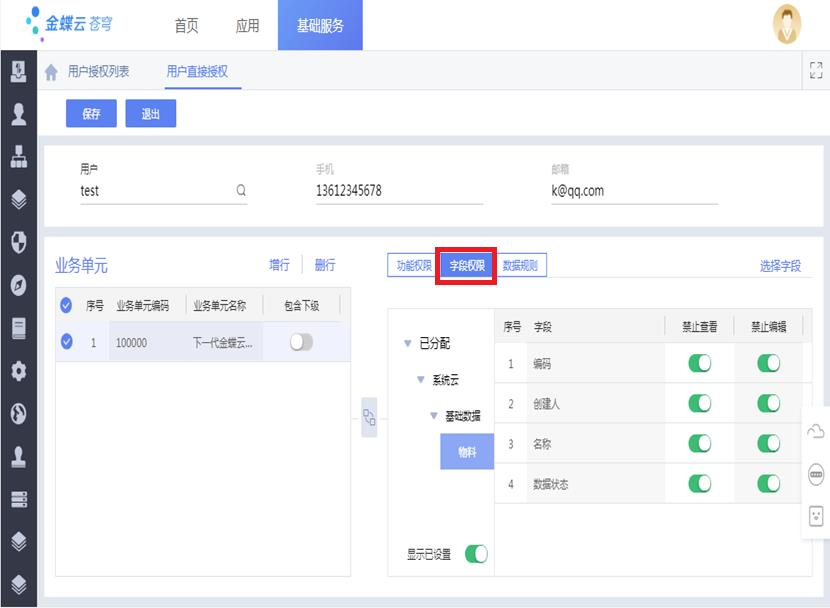 金蝶云 苍穹 首页 应用 基础服务
用户授权列表 用户直接授权
保存 退出
用户 手机 邮箱
test 13612345678 k@qq.com
业务单元 增行 删行
序号 业务单元编码 业务单元名称 包含下级
1 100000 下一代金蝶云...
功能权限 字段权限 数据规则 选择字段
已分配
系统云
基础数据
物料
显示已设置
序号 字段 禁止查看 禁止编辑
1 编码
2 创建人
3 名称
4 数据状态